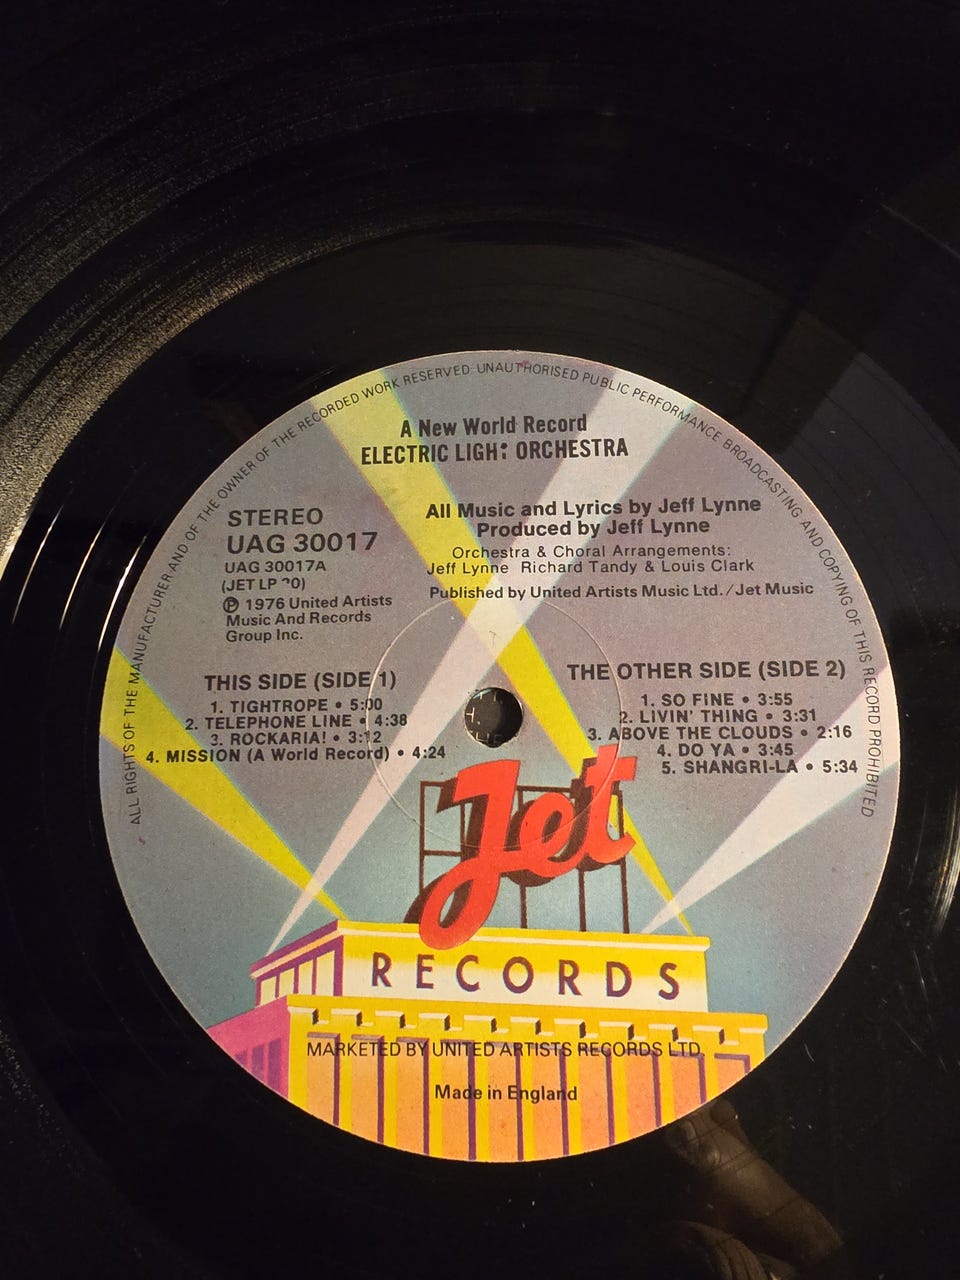 ALL RIGHTS OF THE MANUFACTURER AND OF THE OWNER OF THE RECORDED WORK RESERVED·UNAUTHORISED PUBLIC PERFORMANCE BROADCASTING AND COPYING OF THIS RECORD PROHIBITED
A New World Record
ELECTRIC LIGH: ORCHESTRA
STEREO
UAG 30017
UAG 30017A
(JET LP 20)
℗ 1976 United Artists
Music And Records
Group Inc.
All Music and Lyrics by Jeff Lynne
Produced by Jeff Lynne
Orchestra & Choral Arrangements:
Jeff Lynne Richard Tandy & Louis Clark
Published by United Artists Music Ltd./Jet Music
THIS SIDE (SIDE 1)
1. TIGHTROPE • 5:00
2. TELEPHONE LINE • 4:38
3. ROCKARIA! • 3:12
4. MISSION (A World Record) • 4:24
THE OTHER SIDE (SIDE 2)
1. SO FINE • 3:55
2. LIVIN' THING • 3:31
3. ABOVE THE CLOUDS • 2:16
4. DO YA • 3:45
5. SHANGRI-LA • 5:34
Jet
RECORDS
MARKETED BY UNITED ARTISTS RECORDS LTD.
Made in England